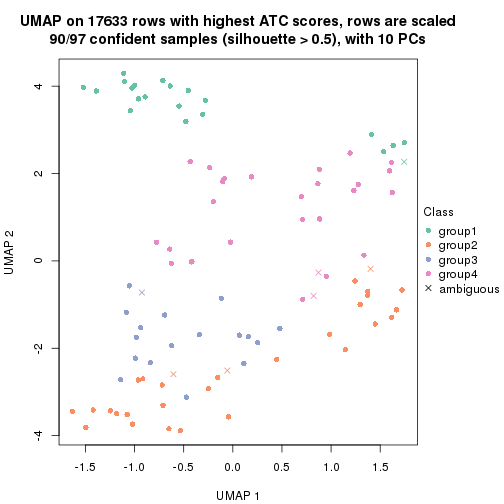 UMAP on 17633 rows with highest ATC scores, rows are scaled
90/97 confident samples (silhouette > 0.5), with 10 PCs
4
2
0
-2
-4
UMAP 2
-1.5 -1.0 -0.5 0.0 0.5 1.0 1.5
UMAP 1
Class
group1
group2
group3
group4
ambiguous